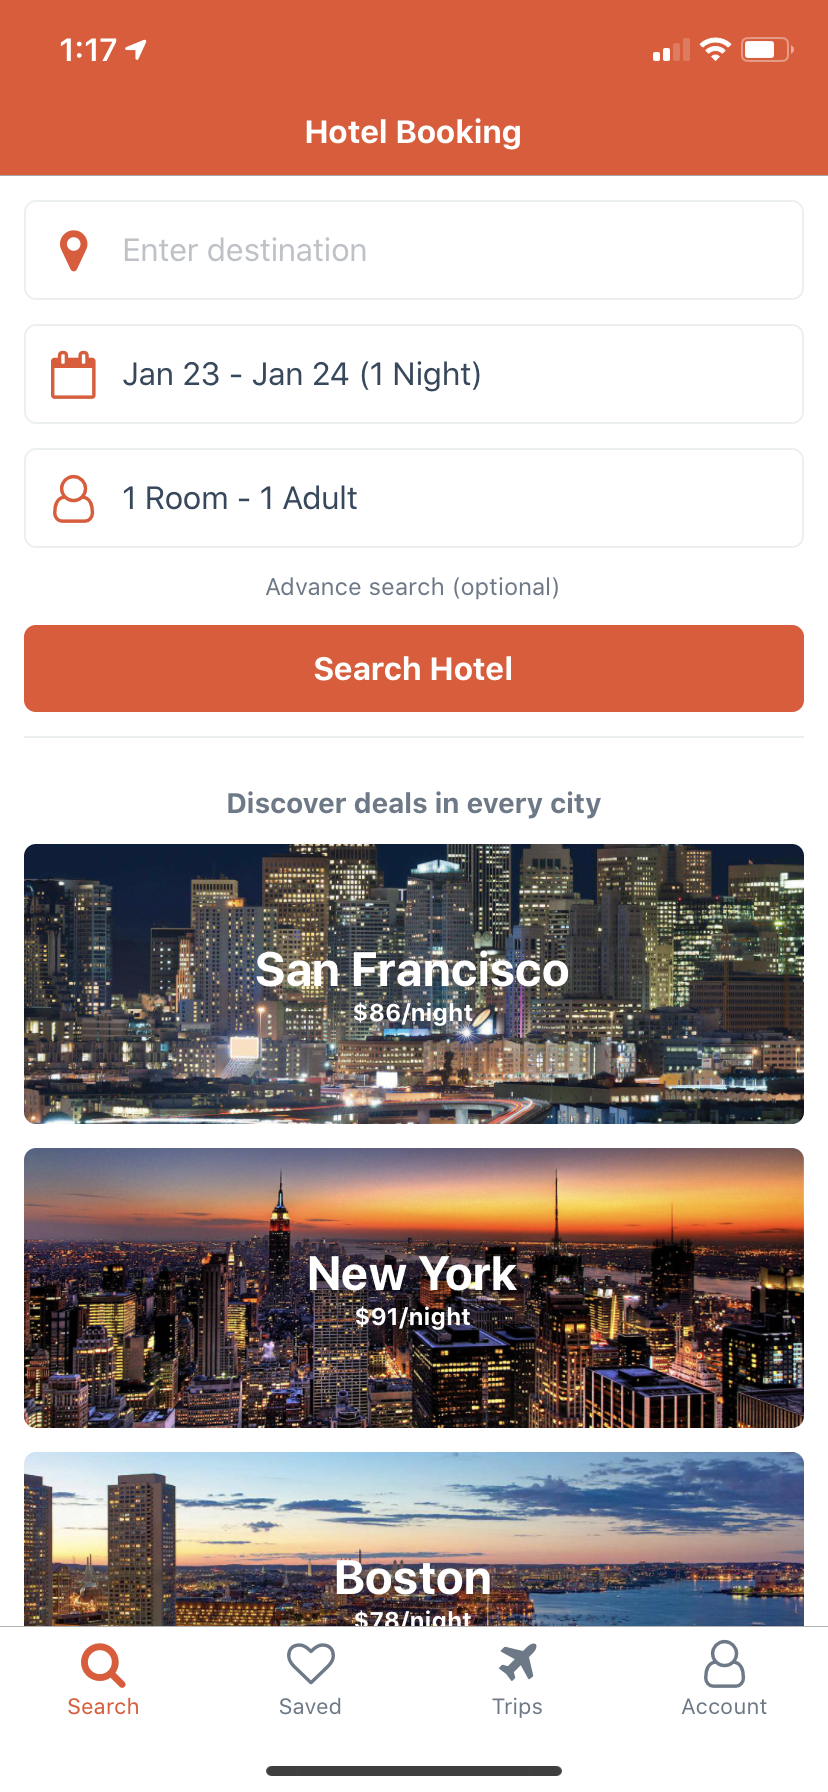 1:17
Hotel Booking
Enter destination
Jan 23 - Jan 24 (1 Night)
1 Room - 1 Adult
Advance search (optional)
Search Hotel
Discover deals in every city
San Francisco
$86/night
New York
$91/night
Boston
$78/night
Search
Saved
Trips
Account